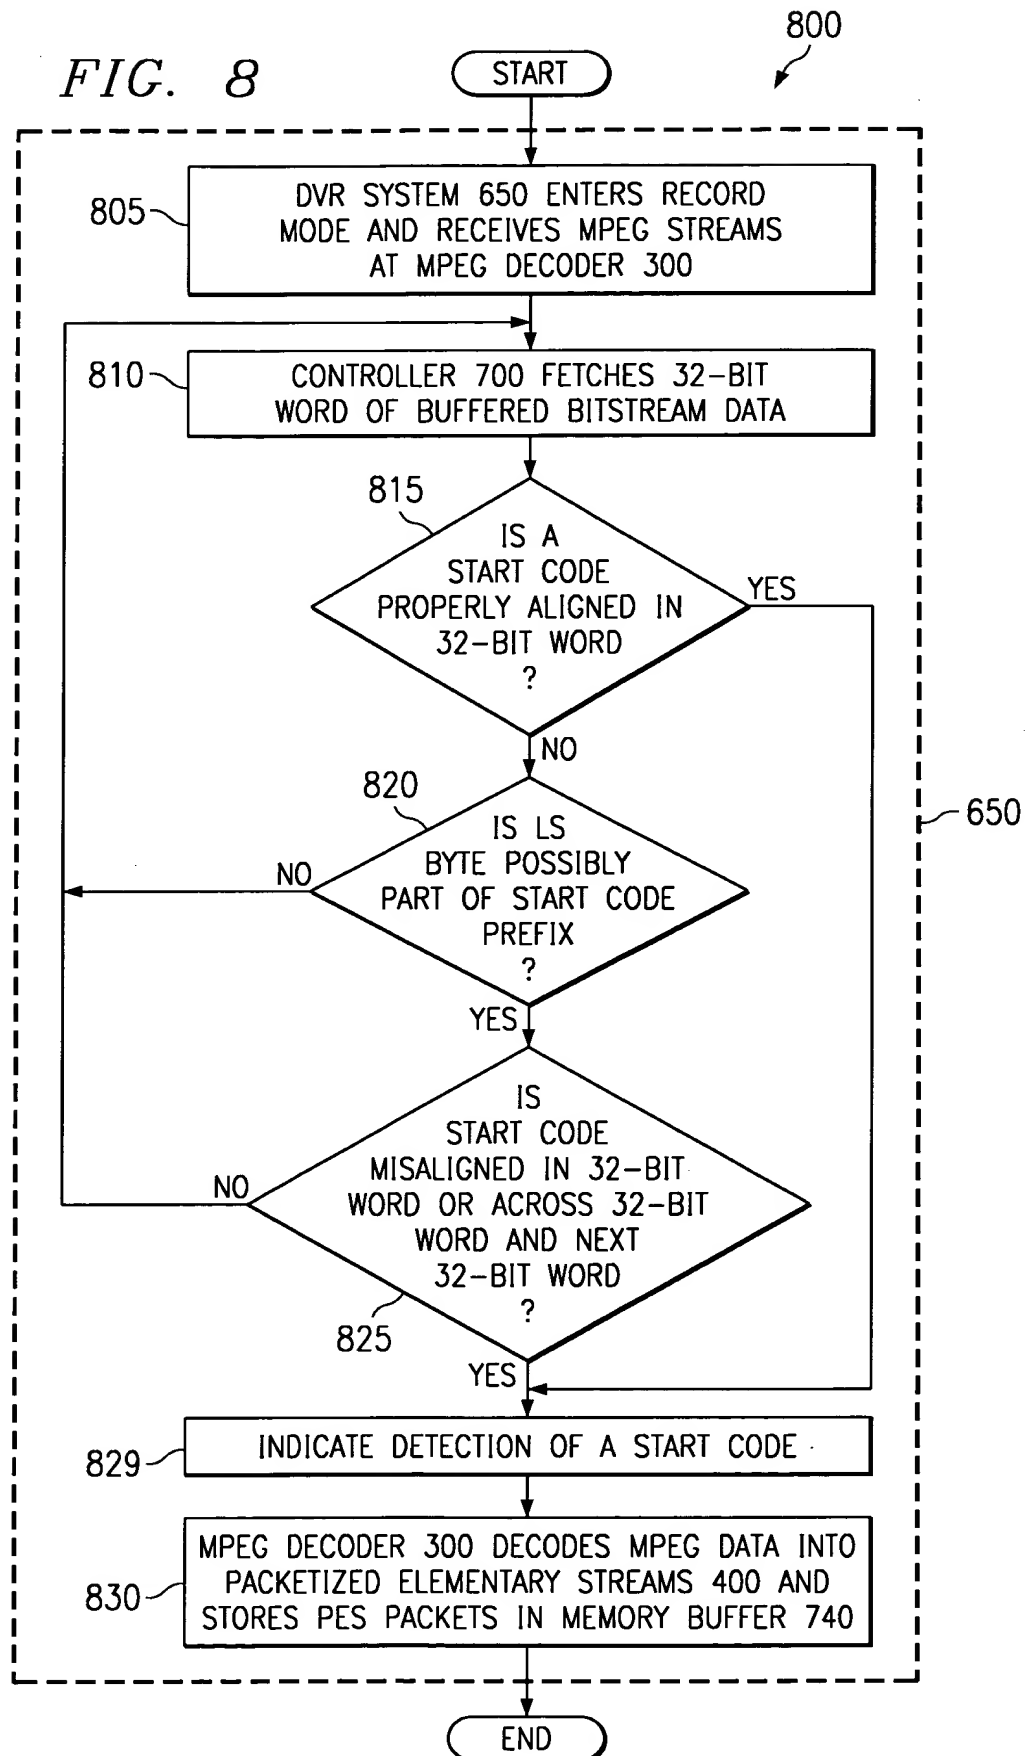 800
FIG. 8
START
805
DVR SYSTEM 650 ENTERS RECORD
MODE AND RECEIVES MPEG STREAMS
AT MPEG DECODER 300
810
CONTROLLER 700 FETCHES 32-BIT
WORD OF BUFFERED BITSTREAM DATA
815
IS A
START CODE
PROPERLY ALIGNED IN
32-BIT WORD
?
YES
NO
820
IS LS
BYTE POSSIBLY
PART OF START CODE
PREFIX
?
NO
650
YES
IS
START CODE
MISALIGNED IN 32-BIT
WORD OR ACROSS 32-BIT
WORD AND NEXT
32-BIT WORD
?
NO
825
YES
829
INDICATE DETECTION OF A START CODE
830
MPEG DECODER 300 DECODES MPEG DATA INTO
PACKETIZED ELEMENTARY STREAMS 400 AND
STORES PES PACKETS IN MEMORY BUFFER 740
END